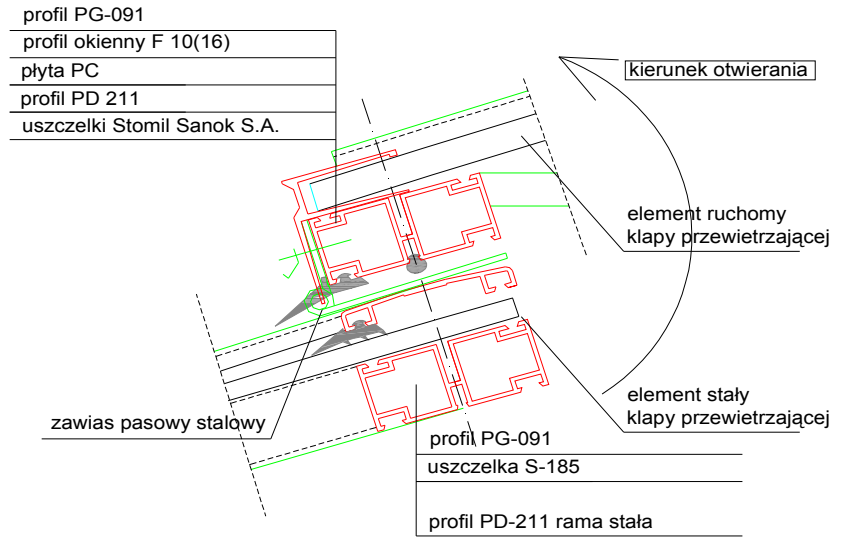 profil PG-091
profil okienny F 10(16)
płyta PC
profil PD 211
uszczelki Stomil Sanok S.A.
kierunek otwierania
element ruchomy
klapy przewietrzającej
element stały
klapy przewietrzającej
zawias pasowy stalowy
profil PG-091
uszczelka S-185
profil PD-211 rama stała